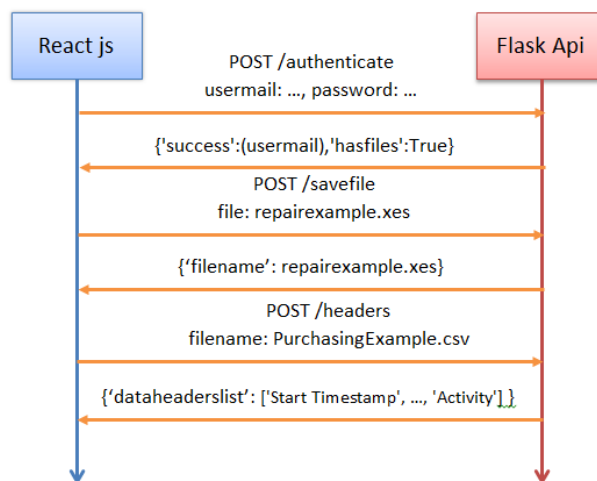 React js
Flask Api
POST /authenticate
usermail: ..., password: ...
{'success':(usermail),'hasfiles':True}
POST /savefile
file: repairexample.xes
{‘filename’: repairexample.xes}
POST /headers
filename: PurchasingExample.csv
{‘dataheaderslist’: ['Start Timestamp', ..., 'Activity'] }